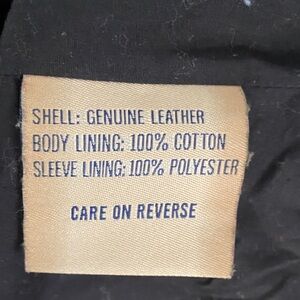 SHELL: GENUINE LEATHER
BODY LINING: 100% COTTON
SLEEVE LINING: 100% POLYESTER
CARE ON REVERSE